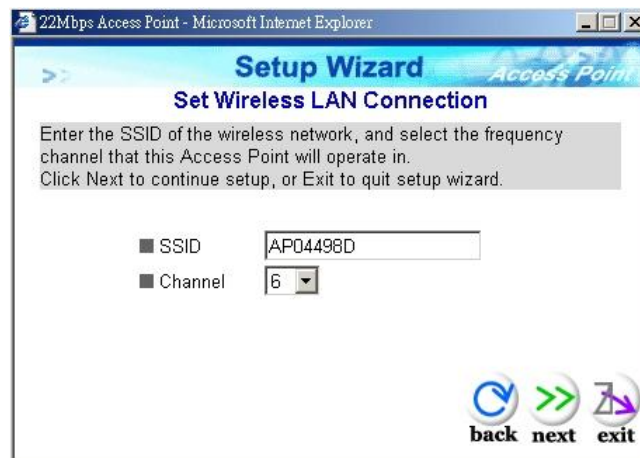 22Mbps Access Point - Microsoft Internet Explorer
Setup Wizard
Access Point
Set Wireless LAN Connection
Enter the SSID of the wireless network, and select the frequency
channel that this Access Point will operate in.
Click Next to continue setup, or Exit to quit setup wizard.
SSID AP04498D
Channel 6
back next exit